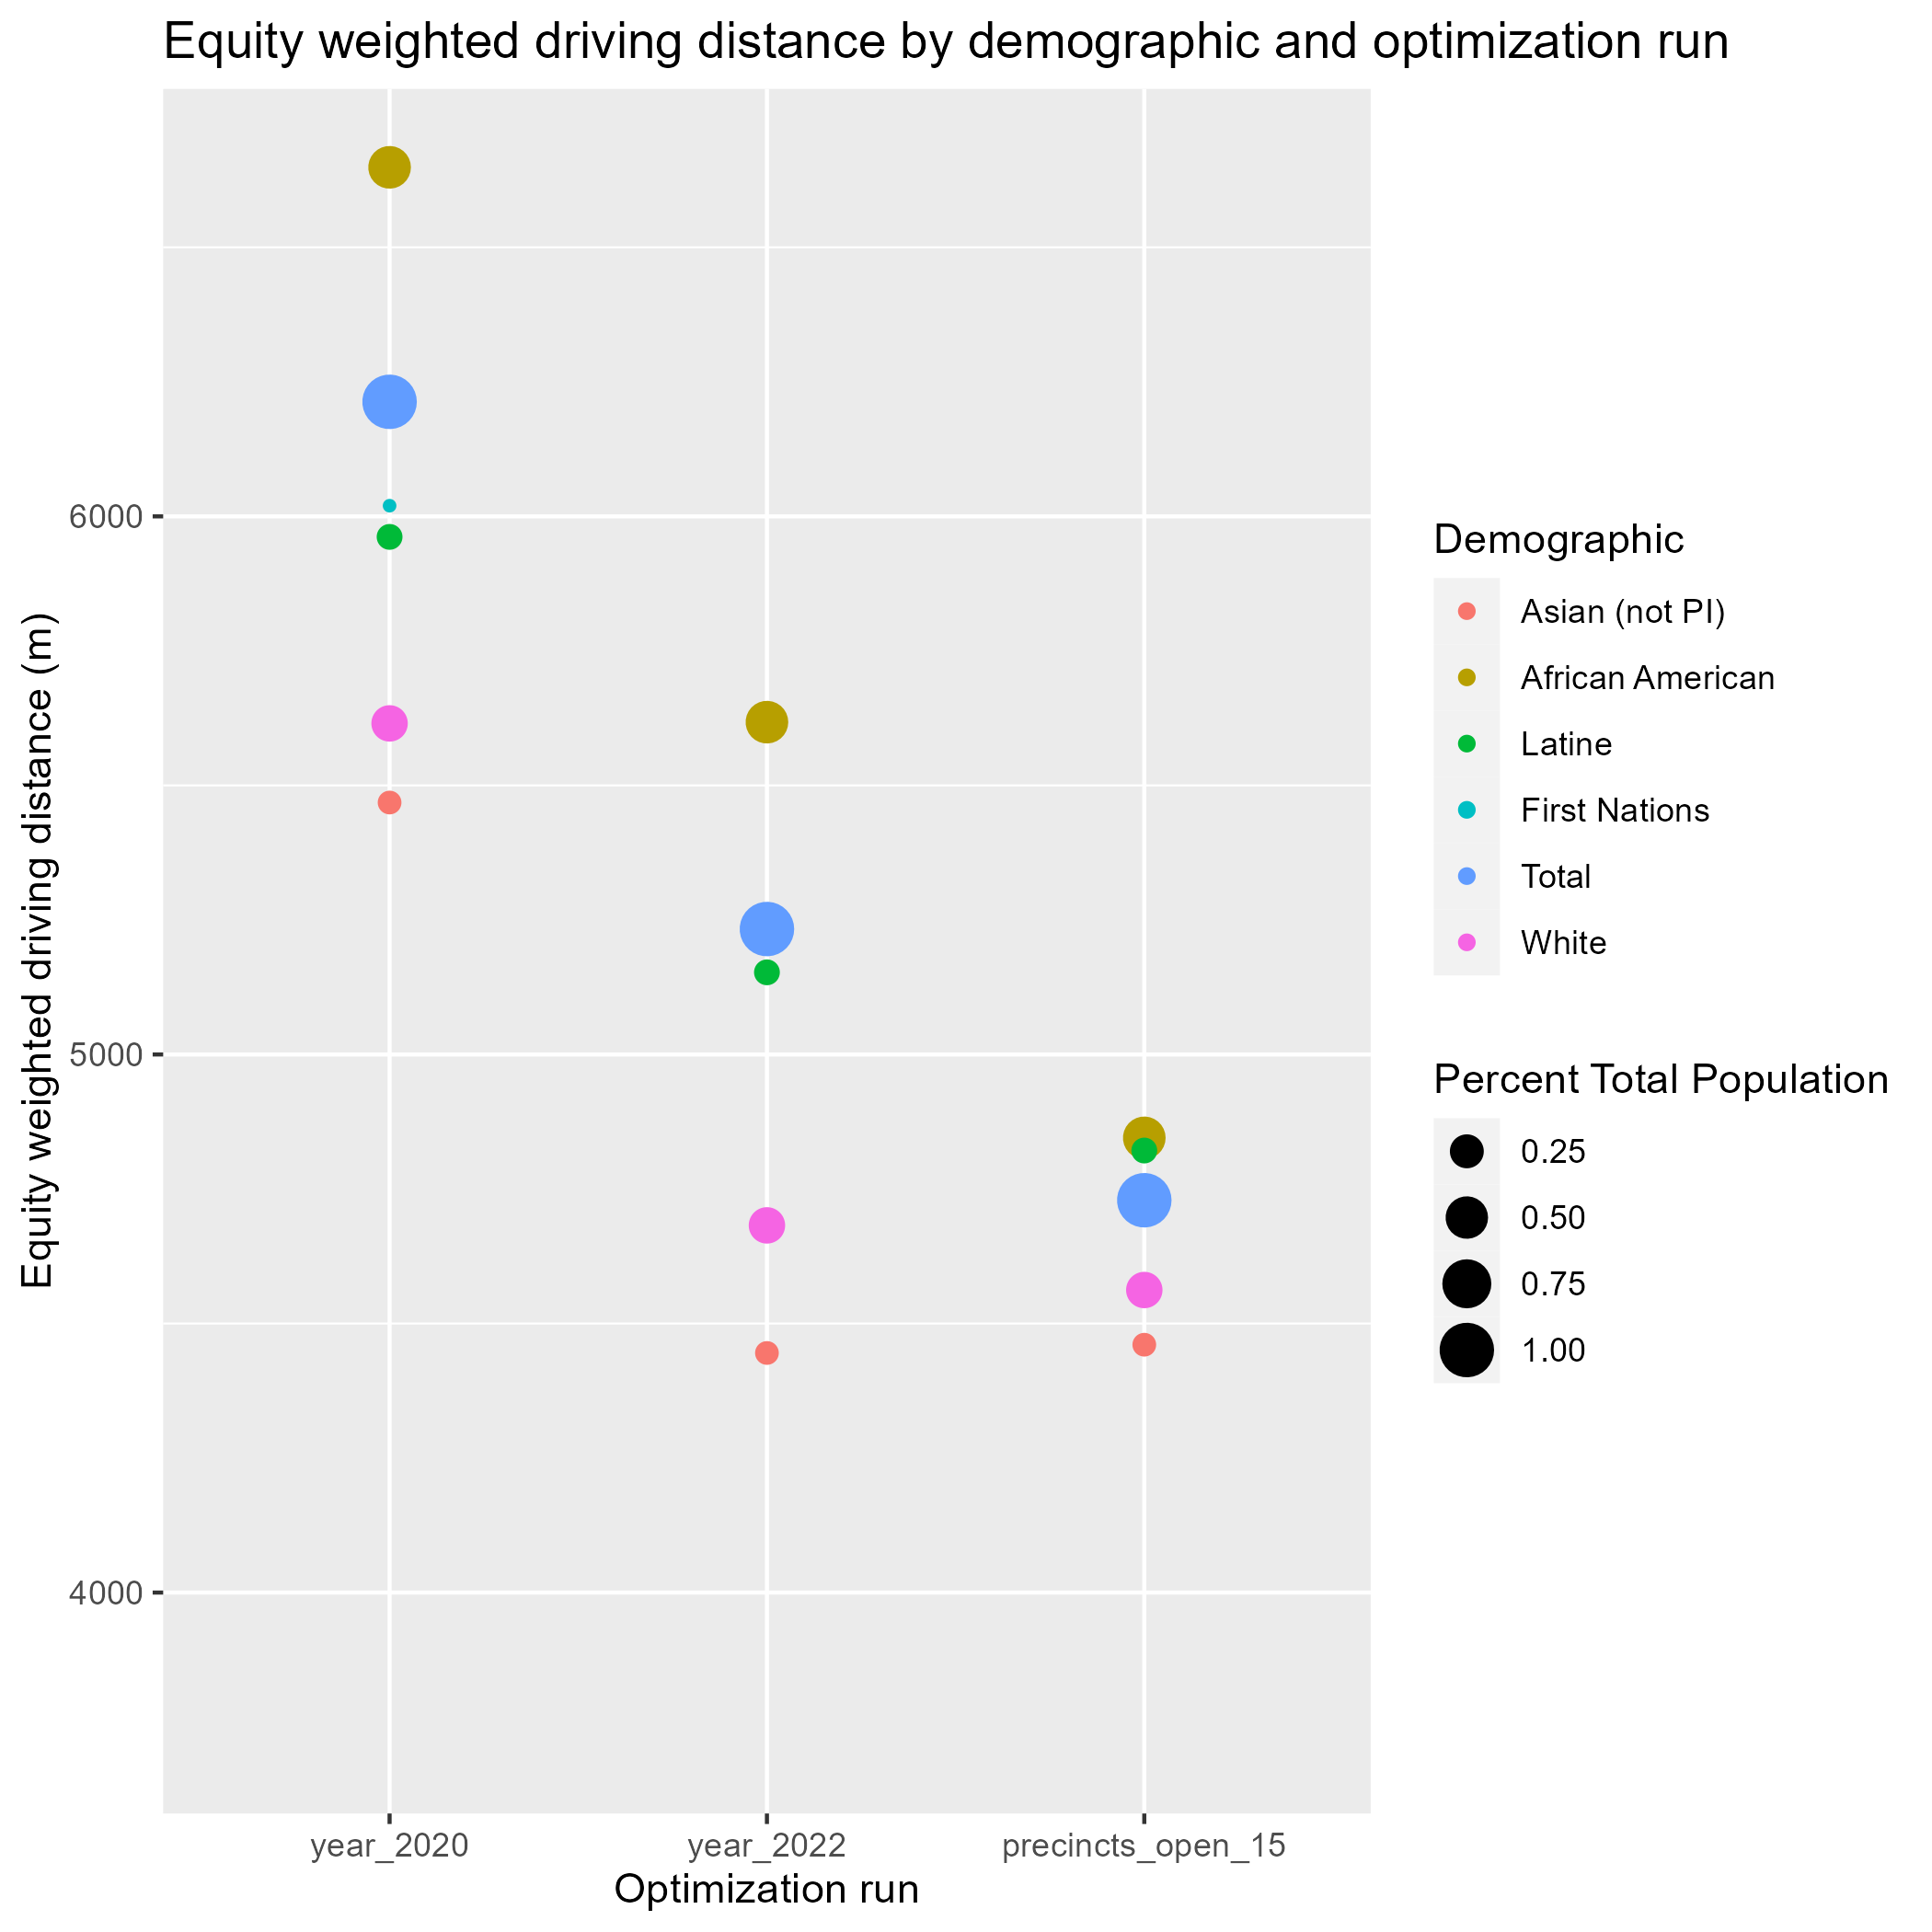 Equity weighted driving distance by demographic and optimization run
Equity weighted driving distance (m)
6000
5000
4000
year_2020
year_2022
precincts_open_15
Optimization run
Demographic
Asian (not PI)
African American
Latine
First Nations
Total
White
Percent Total Population
0.25
0.50
0.75
1.00